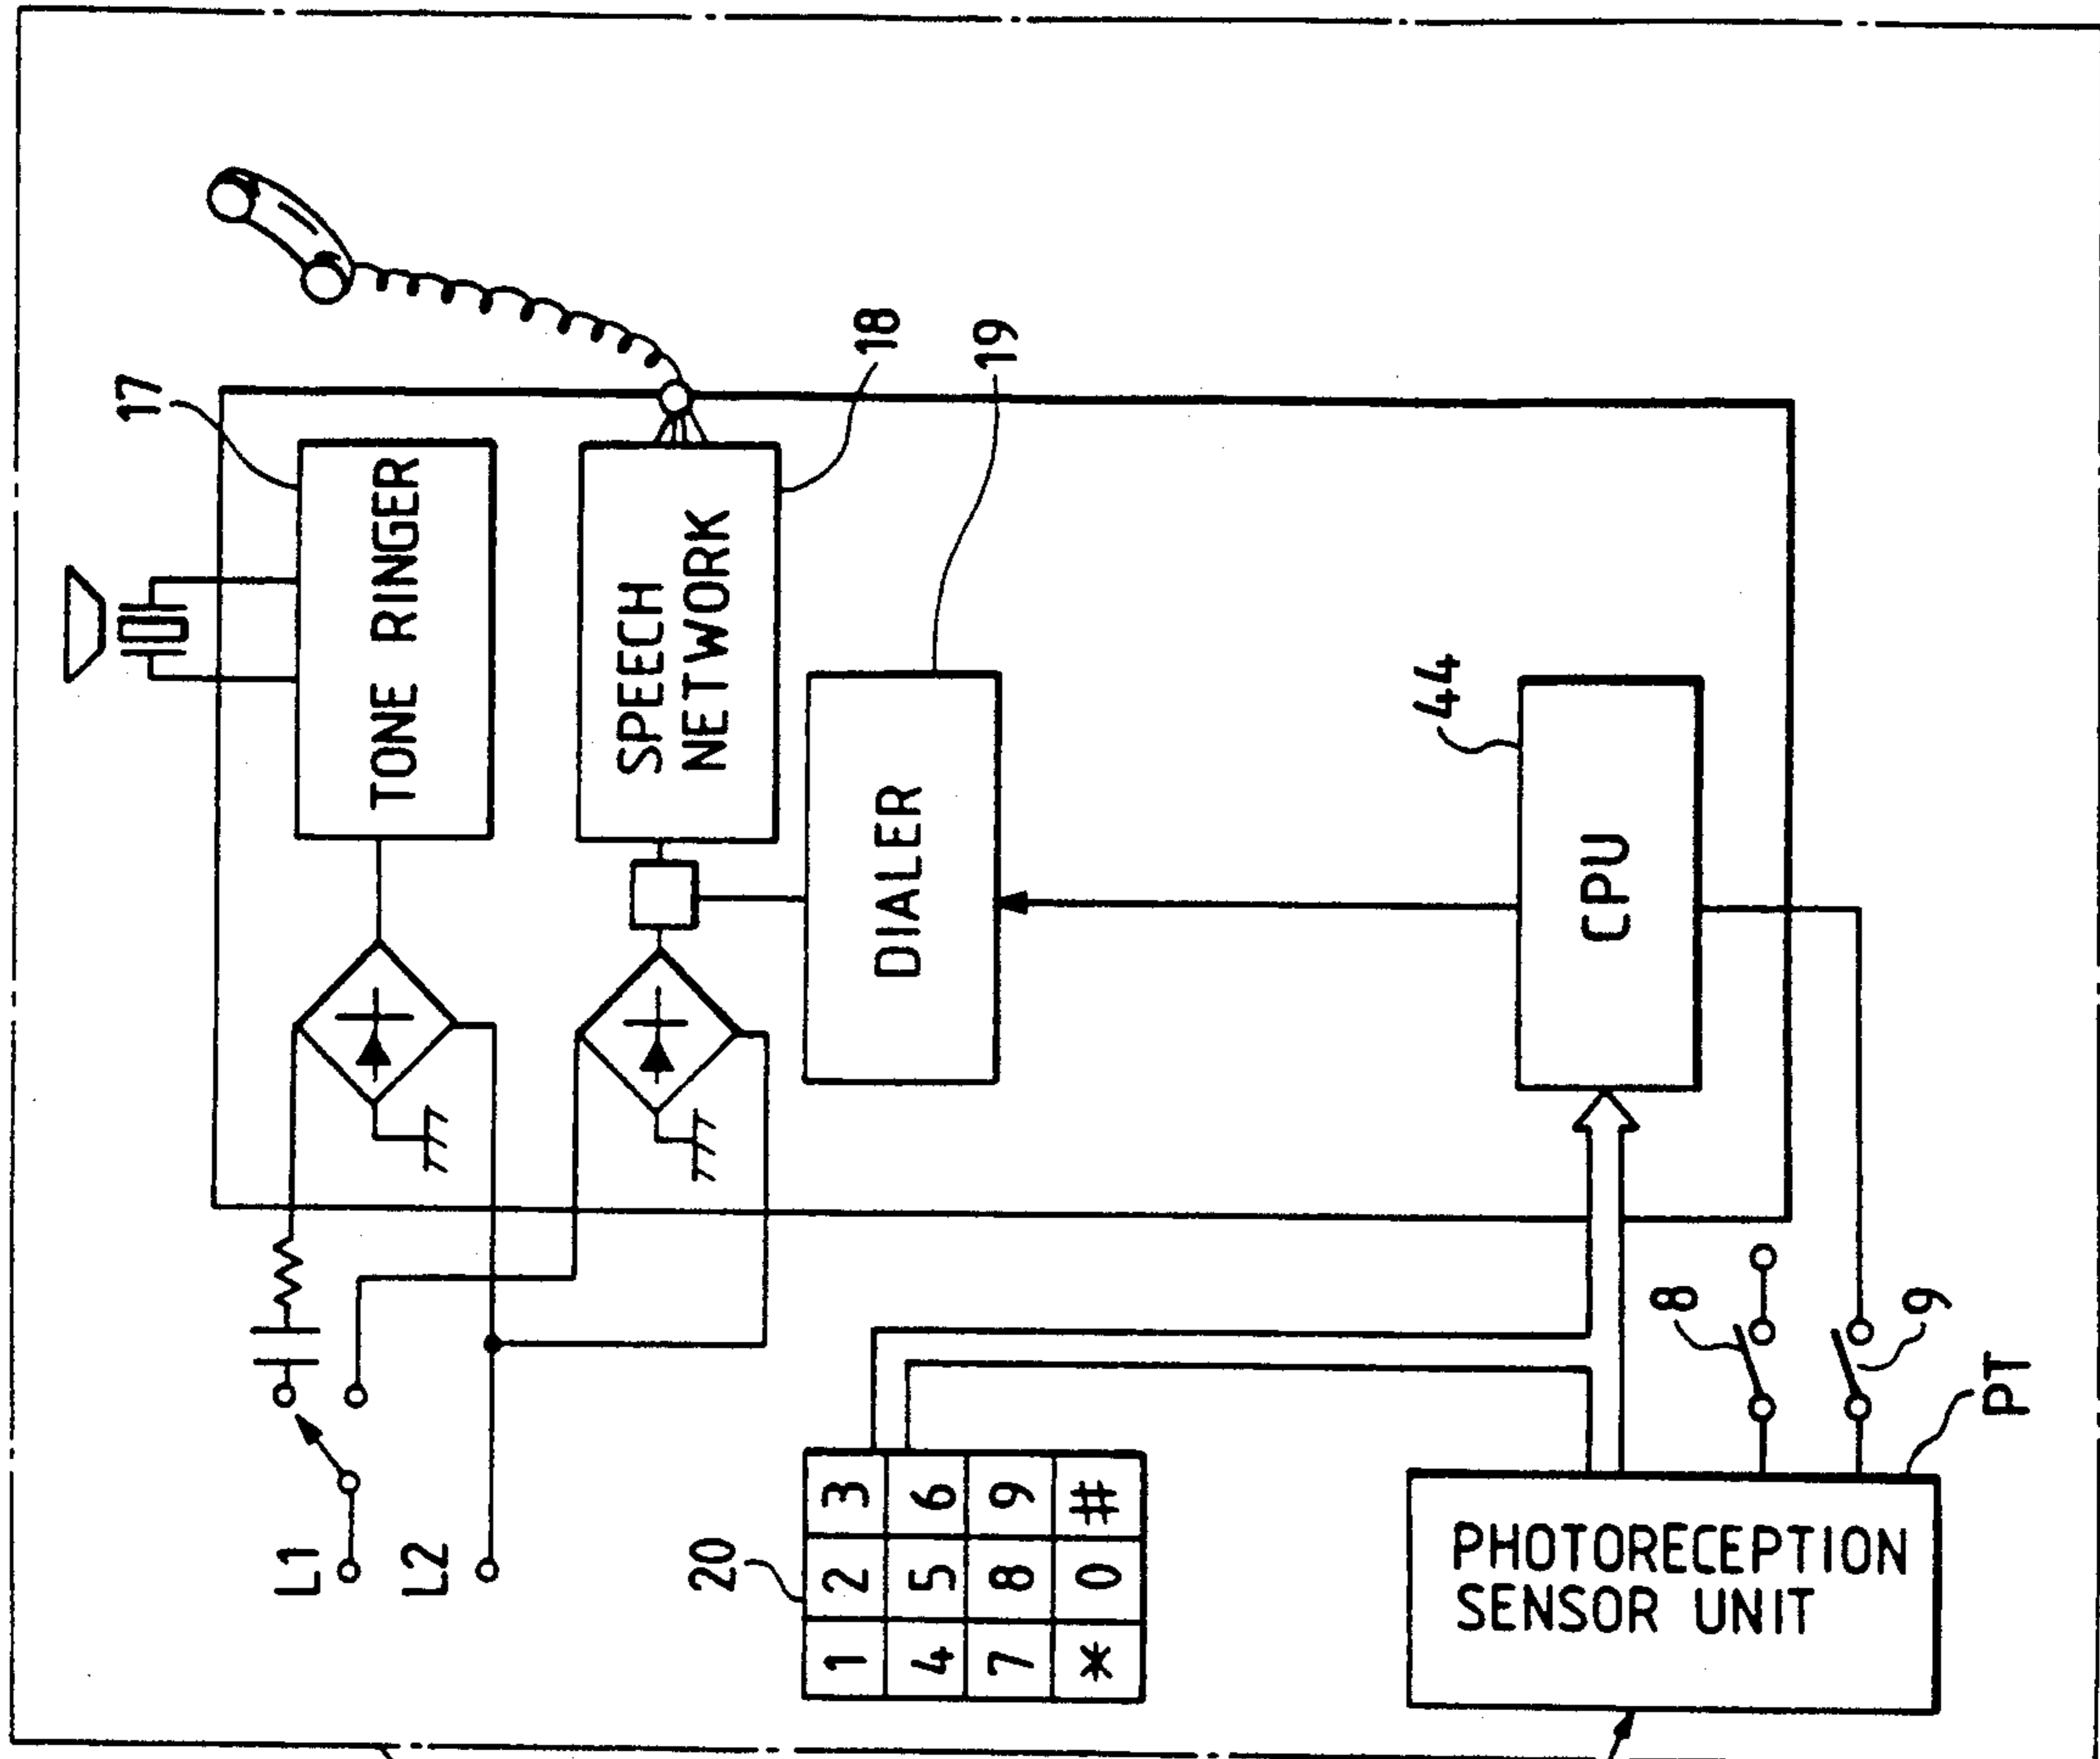 17
TONE RINGER
18
SPEECH
NETWORK
19
DIALER
44
CPU
L1
L2
20
1 2 3
4 5 6
7 8 9
* 0 #
8
9
PT
PHOTORECEPTION
SENSOR UNIT